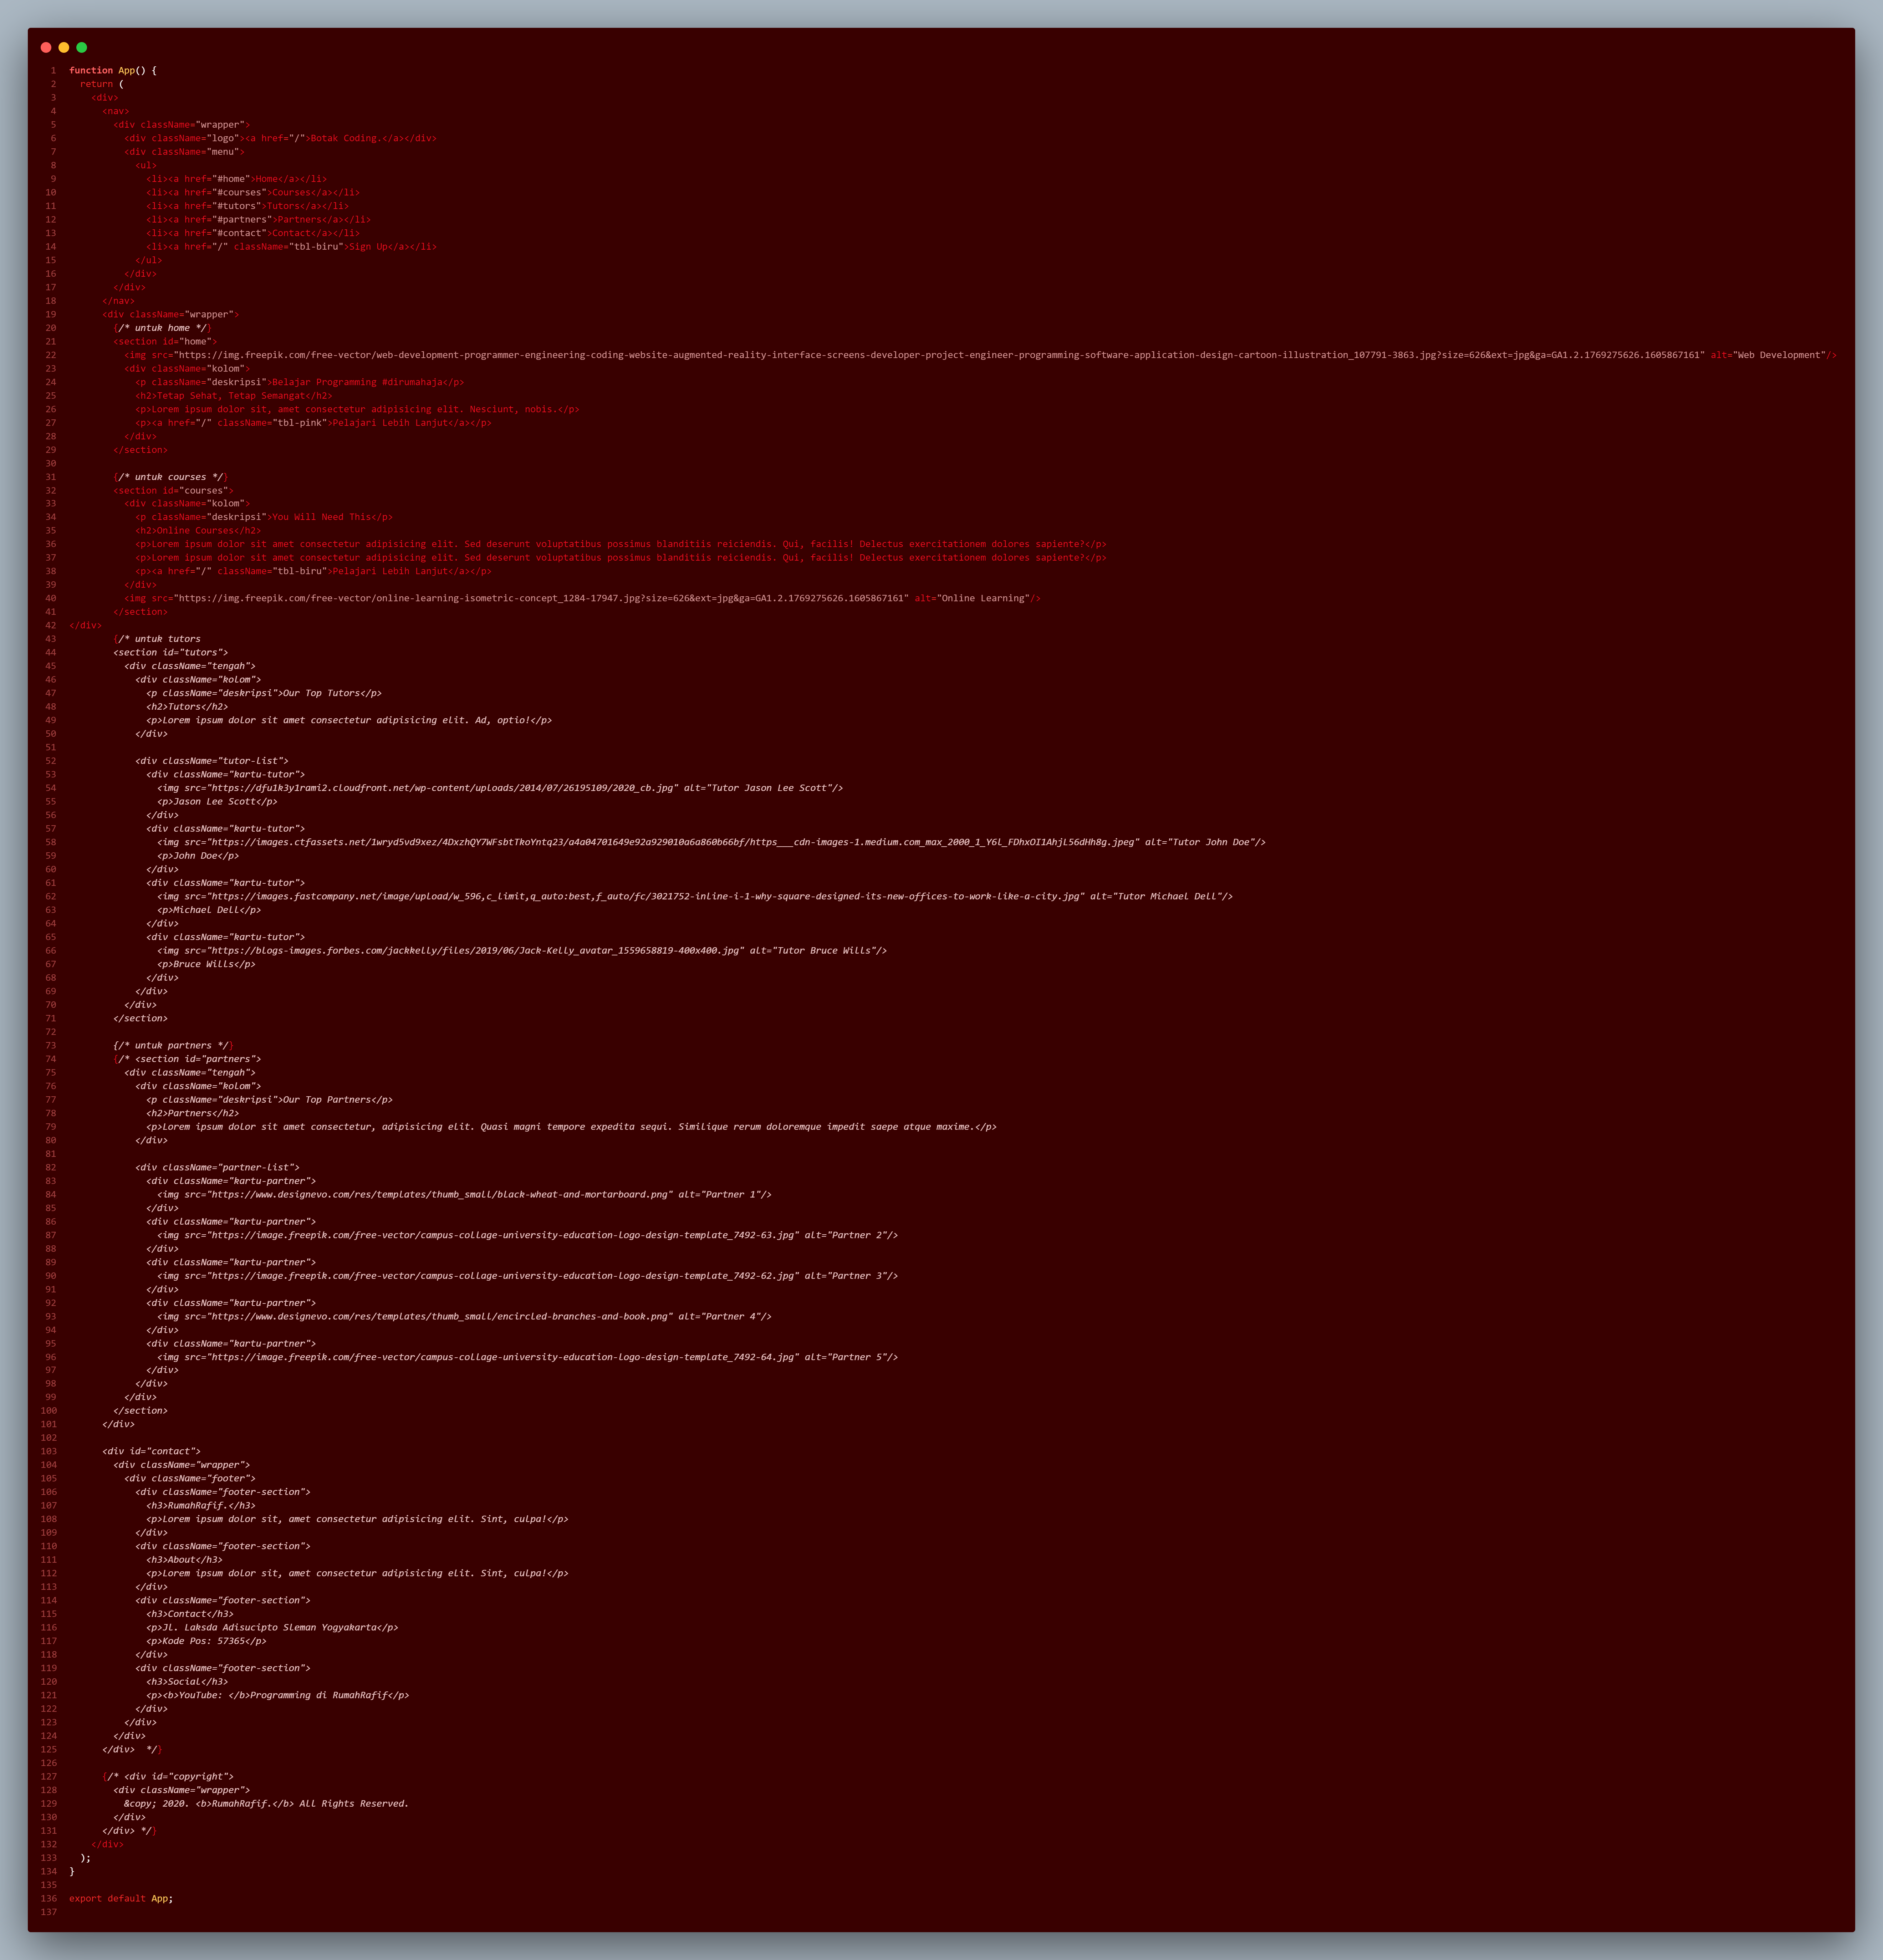 1 function App() {
2   return (
3     <div>
4       <nav>
5         <div className="wrapper">
6           <div className="logo"><a href="/">Botak Coding.</a></div>
7           <div className="menu">
8             <ul>
9               <li><a href="#home">Home</a></li>
10               <li><a href="#courses">Courses</a></li>
11               <li><a href="#tutors">Tutors</a></li>
12               <li><a href="#partners">Partners</a></li>
13               <li><a href="#contact">Contact</a></li>
14               <li><a href="/" className="tbl-biru">Sign Up</a></li>
15             </ul>
16           </div>
17         </div>
18       </nav>
19       <div className="wrapper">
20         {/* untuk home */}
21         <section id="home">
22           <img src="https://img.freepik.com/free-vector/web-development-programmer-engineering-coding-website-augmented-reality-interface-screens-developer-project-engineer-programming-software-application-design-cartoon-illustration_107791-3863.jpg?size=626&ext=jpg&ga=GA1.2.1769275626.1605867161" alt="Web Development"/>
23           <div className="kolom">
24             <p className="deskripsi">Belajar Programming #dirumahaja</p>
25             <h2>Tetap Sehat, Tetap Semangat</h2>
26             <p>Lorem ipsum dolor sit, amet consectetur adipisicing elit. Nesciunt, nobis.</p>
27             <p><a href="/" className="tbl-pink">Pelajari Lebih Lanjut</a></p>
28           </div>
29         </section>
30
31         {/* untuk courses */}
32         <section id="courses">
33           <div className="kolom">
34             <p className="deskripsi">You Will Need This</p>
35             <h2>Online Courses</h2>
36             <p>Lorem ipsum dolor sit amet consectetur adipisicing elit. Sed deserunt voluptatibus possimus blanditiis reiciendis. Qui, facilis! Delectus exercitationem dolores sapiente?</p>
37             <p>Lorem ipsum dolor sit amet consectetur adipisicing elit. Sed deserunt voluptatibus possimus blanditiis reiciendis. Qui, facilis! Delectus exercitationem dolores sapiente?</p>
38             <p><a href="/" className="tbl-biru">Pelajari Lebih Lanjut</a></p>
39           </div>
40           <img src="https://img.freepik.com/free-vector/online-learning-isometric-concept_1284-17947.jpg?size=626&ext=jpg&ga=GA1.2.1769275626.1605867161" alt="Online Learning"/>
41         </section>
42 </div>
43         {/* untuk tutors
44         <section id="tutors">
45           <div className="tengah">
46             <div className="kolom">
47               <p className="deskripsi">Our Top Tutors</p>
48               <h2>Tutors</h2>
49               <p>Lorem ipsum dolor sit amet consectetur adipisicing elit. Ad, optio!</p>
50             </div>
51
52             <div className="tutor-list">
53               <div className="kartu-tutor">
54                 <img src="https://dfu1k3y1rami2.cloudfront.net/wp-content/uploads/2014/07/26195109/2020_cb.jpg" alt="Tutor Jason Lee Scott"/>
55                 <p>Jason Lee Scott</p>
56               </div>
57               <div className="kartu-tutor">
58                 <img src="https://images.ctfassets.net/1wryd5vd9xez/4DxzhQY7WFsbtTkoYntq23/a4a04701649e92a929010a6a860b66bf/https___cdn-images-1.medium.com_max_2000_1_Y6l_FDhxOI1AhjL56dHh8g.jpeg" alt="Tutor John Doe"/>
59                 <p>John Doe</p>
60               </div>
61               <div className="kartu-tutor">
62                 <img src="https://images.fastcompany.net/image/upload/w_596,c_limit,q_auto:best,f_auto/fc/3021752-inline-i-1-why-square-designed-its-new-offices-to-work-like-a-city.jpg" alt="Tutor Michael Dell"/>
63                 <p>Michael Dell</p>
64               </div>
65               <div className="kartu-tutor">
66                 <img src="https://blogs-images.forbes.com/jackkelly/files/2019/06/Jack-Kelly_avatar_1559658819-400x400.jpg" alt="Tutor Bruce Wills"/>
67                 <p>Bruce Wills</p>
68               </div>
69             </div>
70           </div>
71         </section>
72
73         {/* untuk partners */}
74         {/* <section id="partners">
75           <div className="tengah">
76             <div className="kolom">
77               <p className="deskripsi">Our Top Partners</p>
78               <h2>Partners</h2>
79               <p>Lorem ipsum dolor sit amet consectetur, adipisicing elit. Quasi magni tempore expedita sequi. Similique rerum doloremque impedit saepe atque maxime.</p>
80             </div>
81
82             <div className="partner-list">
83               <div className="kartu-partner">
84                 <img src="https://www.designevo.com/res/templates/thumb_small/black-wheat-and-mortarboard.png" alt="Partner 1"/>
85               </div>
86               <div className="kartu-partner">
87                 <img src="https://image.freepik.com/free-vector/campus-collage-university-education-logo-design-template_7492-63.jpg" alt="Partner 2"/>
88               </div>
89               <div className="kartu-partner">
90                 <img src="https://image.freepik.com/free-vector/campus-collage-university-education-logo-design-template_7492-62.jpg" alt="Partner 3"/>
91               </div>
92               <div className="kartu-partner">
93                 <img src="https://www.designevo.com/res/templates/thumb_small/encircled-branches-and-book.png" alt="Partner 4"/>
94               </div>
95               <div className="kartu-partner">
96                 <img src="https://image.freepik.com/free-vector/campus-collage-university-education-logo-design-template_7492-64.jpg" alt="Partner 5"/>
97               </div>
98             </div>
99           </div>
100         </section>
101       </div>
102
103       <div id="contact">
104         <div className="wrapper">
105           <div className="footer">
106             <div className="footer-section">
107               <h3>RumahRafif.</h3>
108               <p>Lorem ipsum dolor sit, amet consectetur adipisicing elit. Sint, culpa!</p>
109             </div>
110             <div className="footer-section">
111               <h3>About</h3>
112               <p>Lorem ipsum dolor sit, amet consectetur adipisicing elit. Sint, culpa!</p>
113             </div>
114             <div className="footer-section">
115               <h3>Contact</h3>
116               <p>JL. Laksda Adisucipto Sleman Yogyakarta</p>
117               <p>Kode Pos: 57365</p>
118             </div>
119             <div className="footer-section">
120               <h3>Social</h3>
121               <p><b>YouTube: </b>Programming di RumahRafif</p>
122             </div>
123           </div>
124         </div>
125       </div>  */}
126
127       {/* <div id="copyright">
128         <div className="wrapper">
129           &copy; 2020. <b>RumahRafif.</b> ALL Rights Reserved.
130         </div>
131       </div> */}
132     </div>
133   );
134 }
135
136 export default App;
137